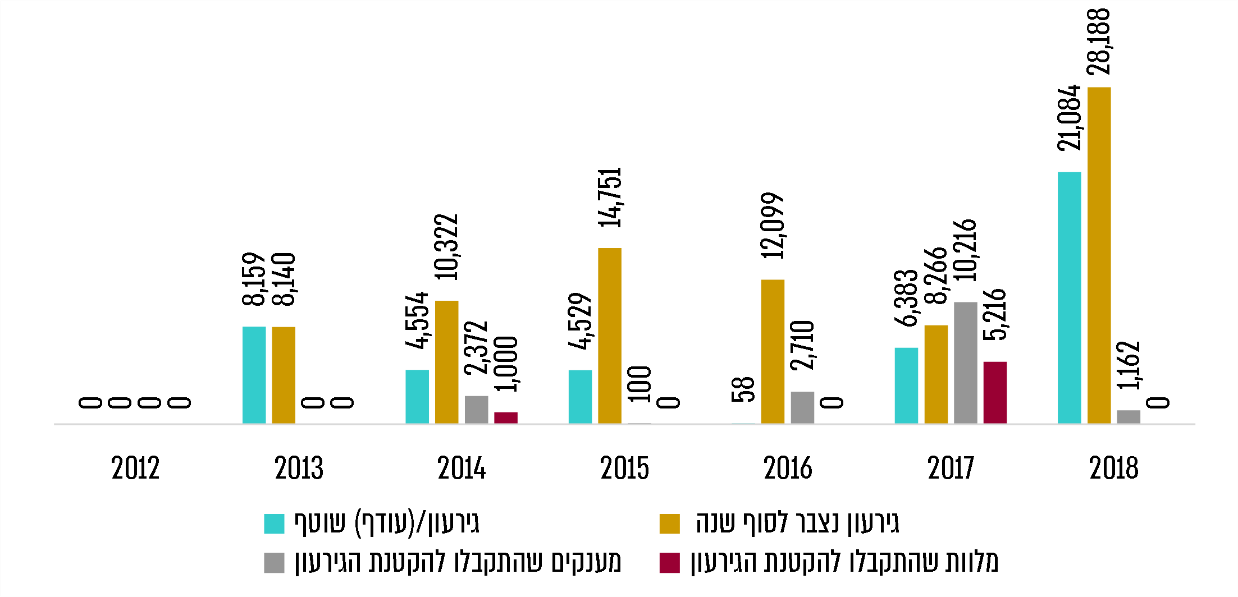 0 0 0 0
8,159 8,140 0 0
4,554 10,322 2,372 1,000
4,529 14,751 100 0
58 12,099 2,710 0
6,383 8,266 10,216 5,216
21,084 28,188 1,162 0
2012 2013 2014 2015 2016 2017 2018
גירעון/(עודף) שוטף
גירעון נצבר לסוף שנה
מענקים שהתקבלו להקטנת הגירעון
מלוות שהתקבלו להקטנת הגירעון